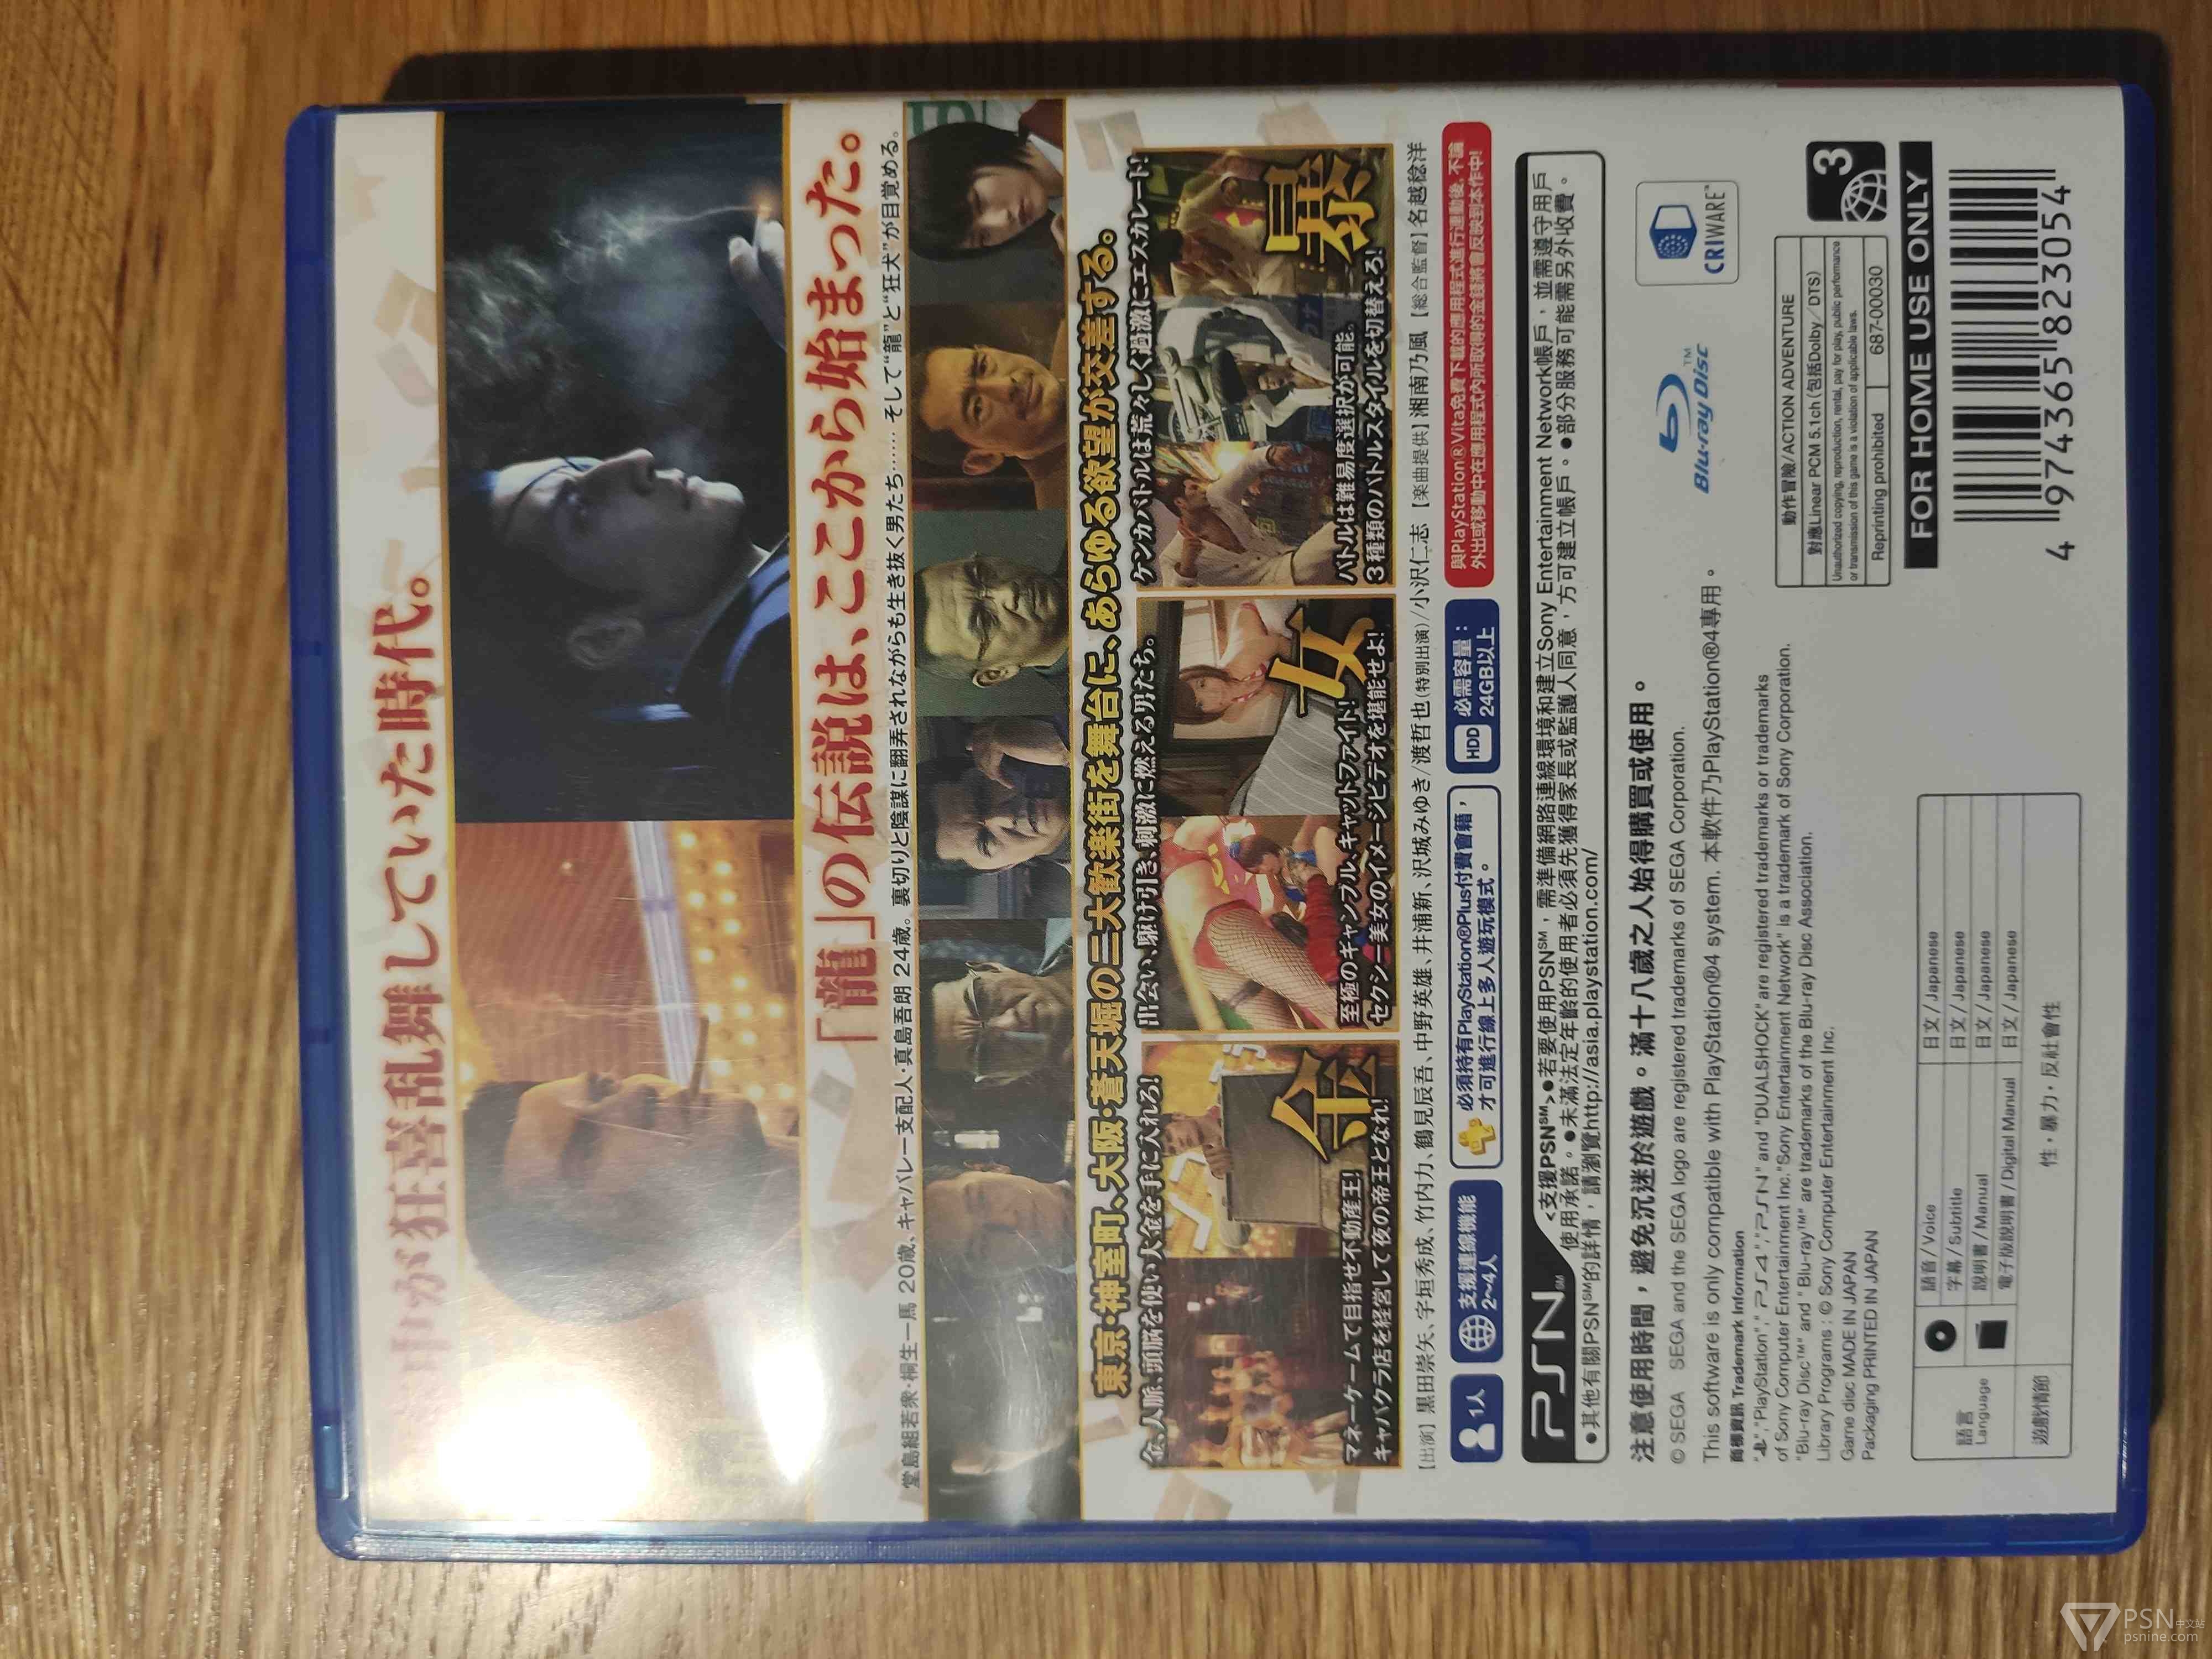 中が狂喜乱舞していた時代。
「龍」の伝説は、ここから始まった。
堂島組若衆・桐生一馬 20歳、キャバレー支配人・真島吾朗 24歳。裏切りと陰謀に翻弄されながらも生き抜く男たち…… そして“龍”と“狂犬”が目覚める。
東京・神室町、大阪・蒼天堀の二大歓楽街を舞台に、あらゆる欲望が交差する。
金、人脈、頭脳を使い大金を手に入れろ!
金
マネーゲームで目指せ不動産王!
キャバクラ店を経営して夜の帝王となれ!
出会い、駆け引き、刺激に燃える男たち。
女
至極のギャンブル、キャットファイト!
セクシー美女のイメージビデオを堪能せよ!
ケンカバトルは荒々しく過激にエスカレート!
暴
バトルは難易度選択が可能。
3種類のバトルスタイルを切替えろ!
【出演】黒田崇矢、宇垣秀成、竹内力、鶴見辰吾、中野英雄、井浦新、沢城みゆき/渡哲也(特別出演)/小沢仁志 【楽曲提供】湘南乃風 【総合監督】名越稔洋
1人
支援連線機能
2~4人
必須持有PlayStation®Plus付費會籍,
才可進行線上多人遊玩模式。
HDD
必需容量:
24GB以上
與PlayStation®Vita免費下載的應用程式進行連動後,不論
外出或移動中在應用程式內所取得的金錢將會反映到本作中!
PSN℠
<支援PSN℠>●若要使用PSN℠,需準備網路連線環境和建立Sony Entertainment Network帳戶,並需遵守用戶
使用承諾。●未滿法定年齡的使用者必須先獲得家長或監護人同意,方可建立帳戶。●部分服務可能需另外收費。
●其他有關PSN℠的詳情,請瀏覽http://asia.playstation.com/
注意使用時間,避免沉迷於遊戲。滿十八歲之人始得購買或使用。
© SEGA SEGA and the SEGA logo are registered trademarks of SEGA Corporation.
This software is only compatible with PlayStation®4 system. 本軟件乃PlayStation®4專用。
商標資訊 Trademark Information
"PlayStation", "PS4", "PSN" and "DUALSHOCK" are registered trademarks or trademarks
of Sony Computer Entertainment Inc. "Sony Entertainment Network" is a trademark of Sony Corporation.
"Blu-ray Disc™" and "Blu-ray™" are trademarks of the Blu-ray Disc Association.
Library Programs : © Sony Computer Entertainment Inc.
Game disc MADE IN JAPAN
Packaging PRINTED IN JAPAN
CRIWARE™
Blu-ray Disc™
動作冒險/ACTION ADVENTURE
對應Linear PCM 5.1ch(包括Dolby/DTS)
Unauthorized copying, reproduction, rental, pay for play, public performance
or transmission of this game is a violation of applicable laws.
Reprinting prohibited 687-00030
3
FOR HOME USE ONLY
4 974365 823054
語言
Language
語音/Voice 日文/Japanese
字幕/Subtitle 日文/Japanese
說明書/Manual 日文/Japanese
電子版說明書/Digital Manual 日文/Japanese
遊戲情節 性・暴力・反社會性
PSN中文站
psnine.com